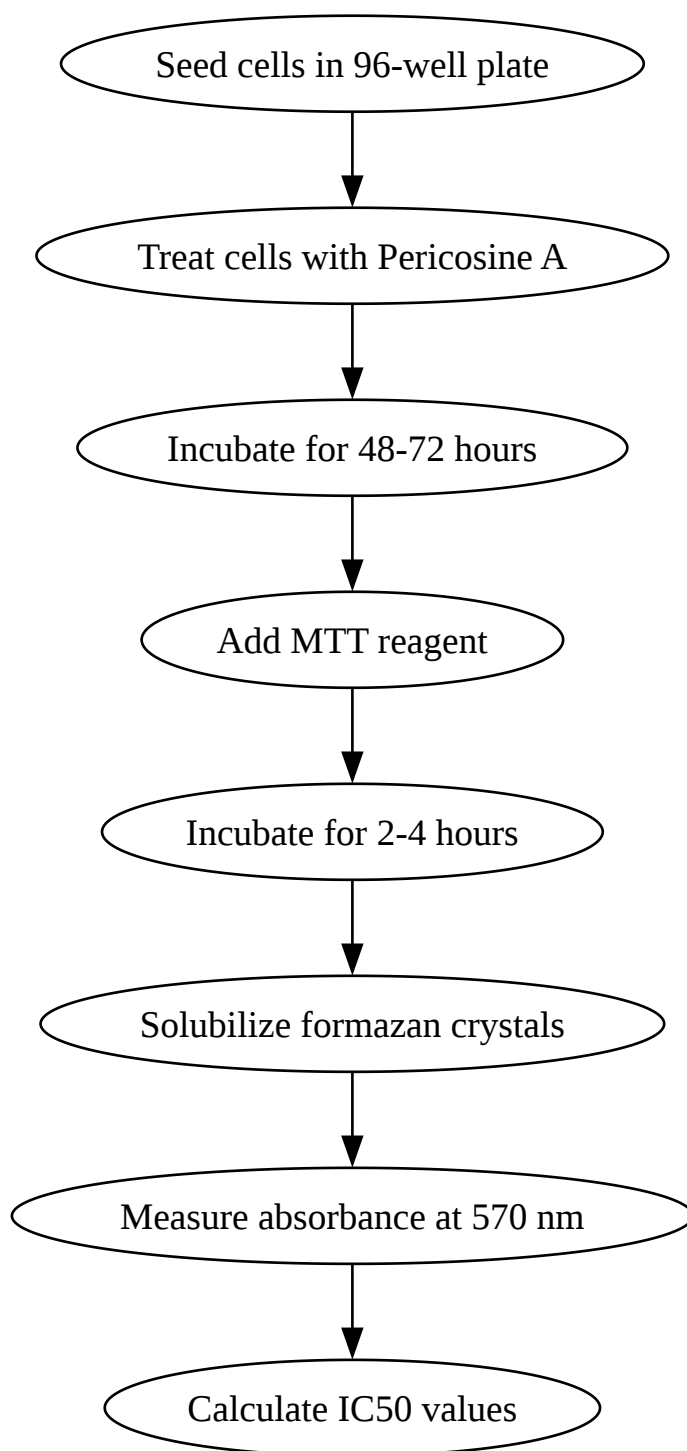 Seed cells in 96-well plate
Treat cells with Pericosine A
Incubate for 48-72 hours
Add MTT reagent
Incubate for 2-4 hours
Solubilize formazan crystals
Measure absorbance at 570 nm
Calculate IC50 values